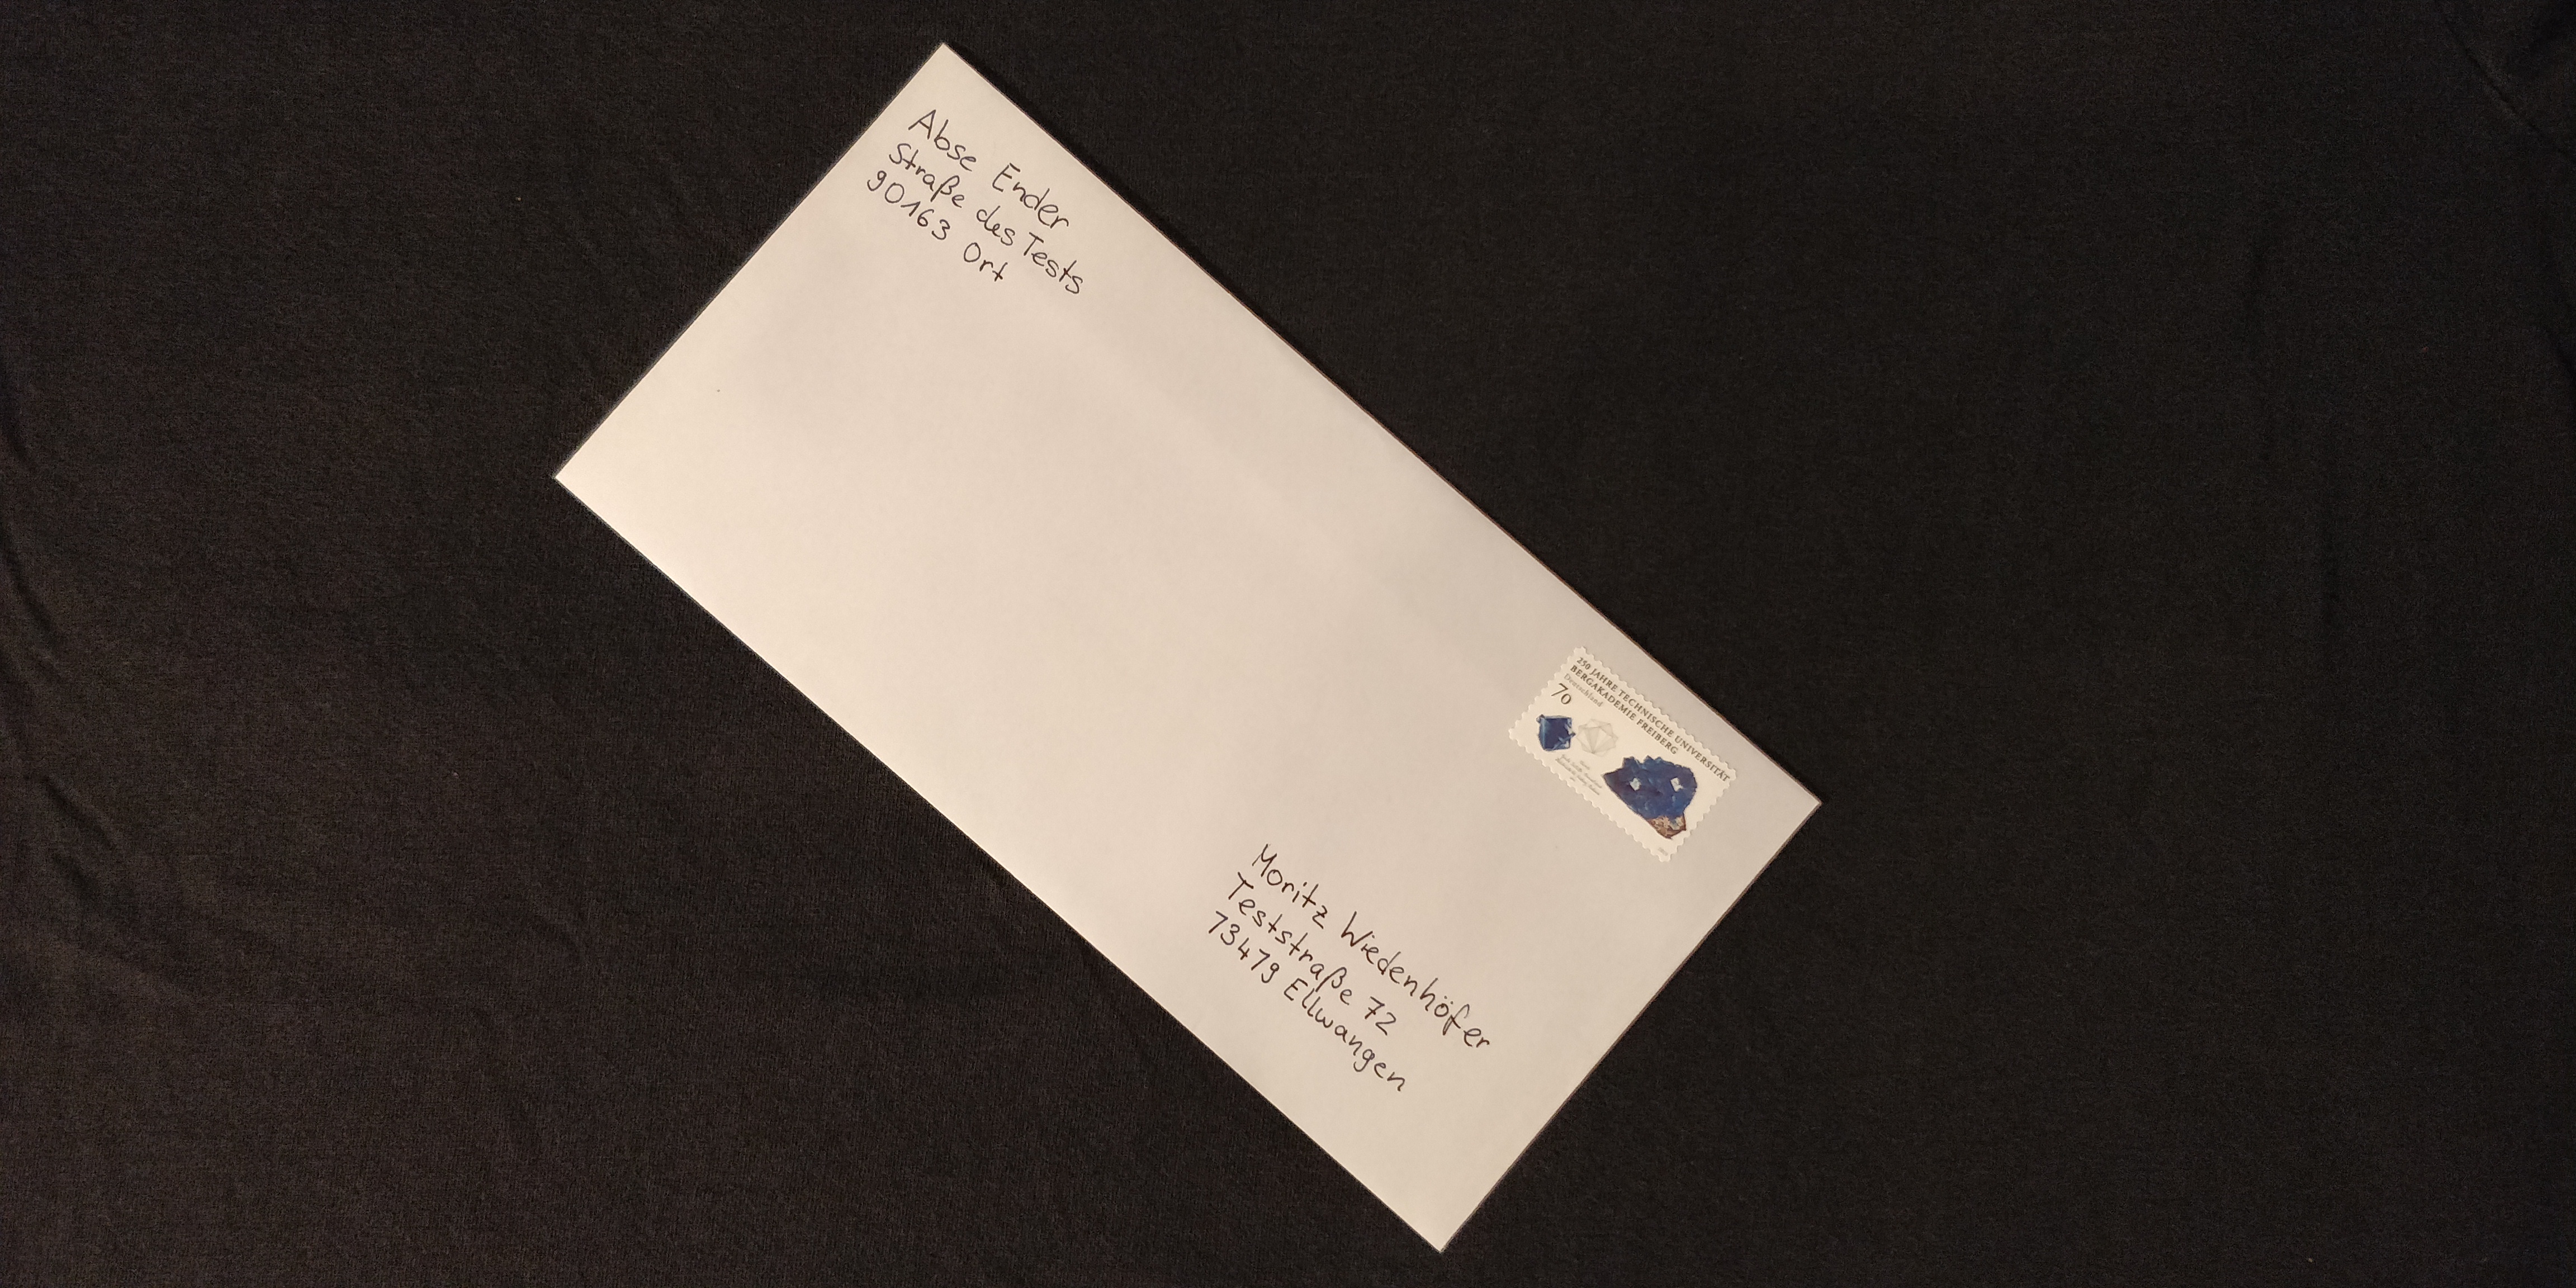 Abse Ender
Straße des Tests
90163 Ort
250 JAHRE TECHNISCHE UNIVERSITÄT
BERGAKADEMIE FREIBERG
Deutschland
70
Moritz Wiedenhöfer
Teststraße 72
73479 Ellwangen